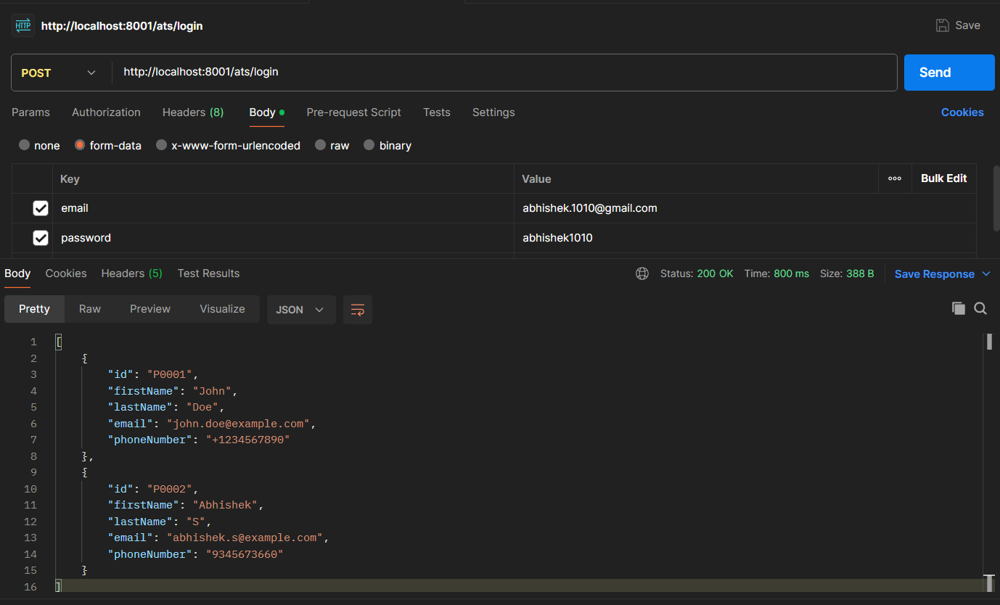 HTTP http://localhost:8001/ats/login Save
POST http://localhost:8001/ats/login Send
Params Authorization Headers (8) Body Pre-request Script Tests Settings Cookies
none form-data x-www-form-urlencoded raw binary
Key Value Bulk Edit
email abhishek.1010@gmail.com
password abhishek1010
Body Cookies Headers (5) Test Results Status: 200 OK Time: 800 ms Size: 388 B Save Response
Pretty Raw Preview Visualize JSON
1 [
2 {
3 "id": "P0001",
4 "firstName": "John",
5 "lastName": "Doe",
6 "email": "john.doe@example.com",
7 "phoneNumber": "+1234567890"
8 },
9 {
10 "id": "P0002",
11 "firstName": "Abhishek",
12 "lastName": "S",
13 "email": "abhishek.s@example.com",
14 "phoneNumber": "9345673660"
15 }
16 ]